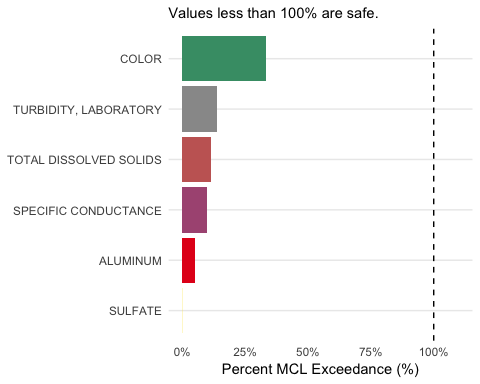 Values less than 100% are safe.
COLOR
TURBIDITY, LABORATORY
TOTAL DISSOLVED SOLIDS
SPECIFIC CONDUCTANCE
ALUMINUM
SULFATE
0% 25% 50% 75% 100%
Percent MCL Exceedance (%)